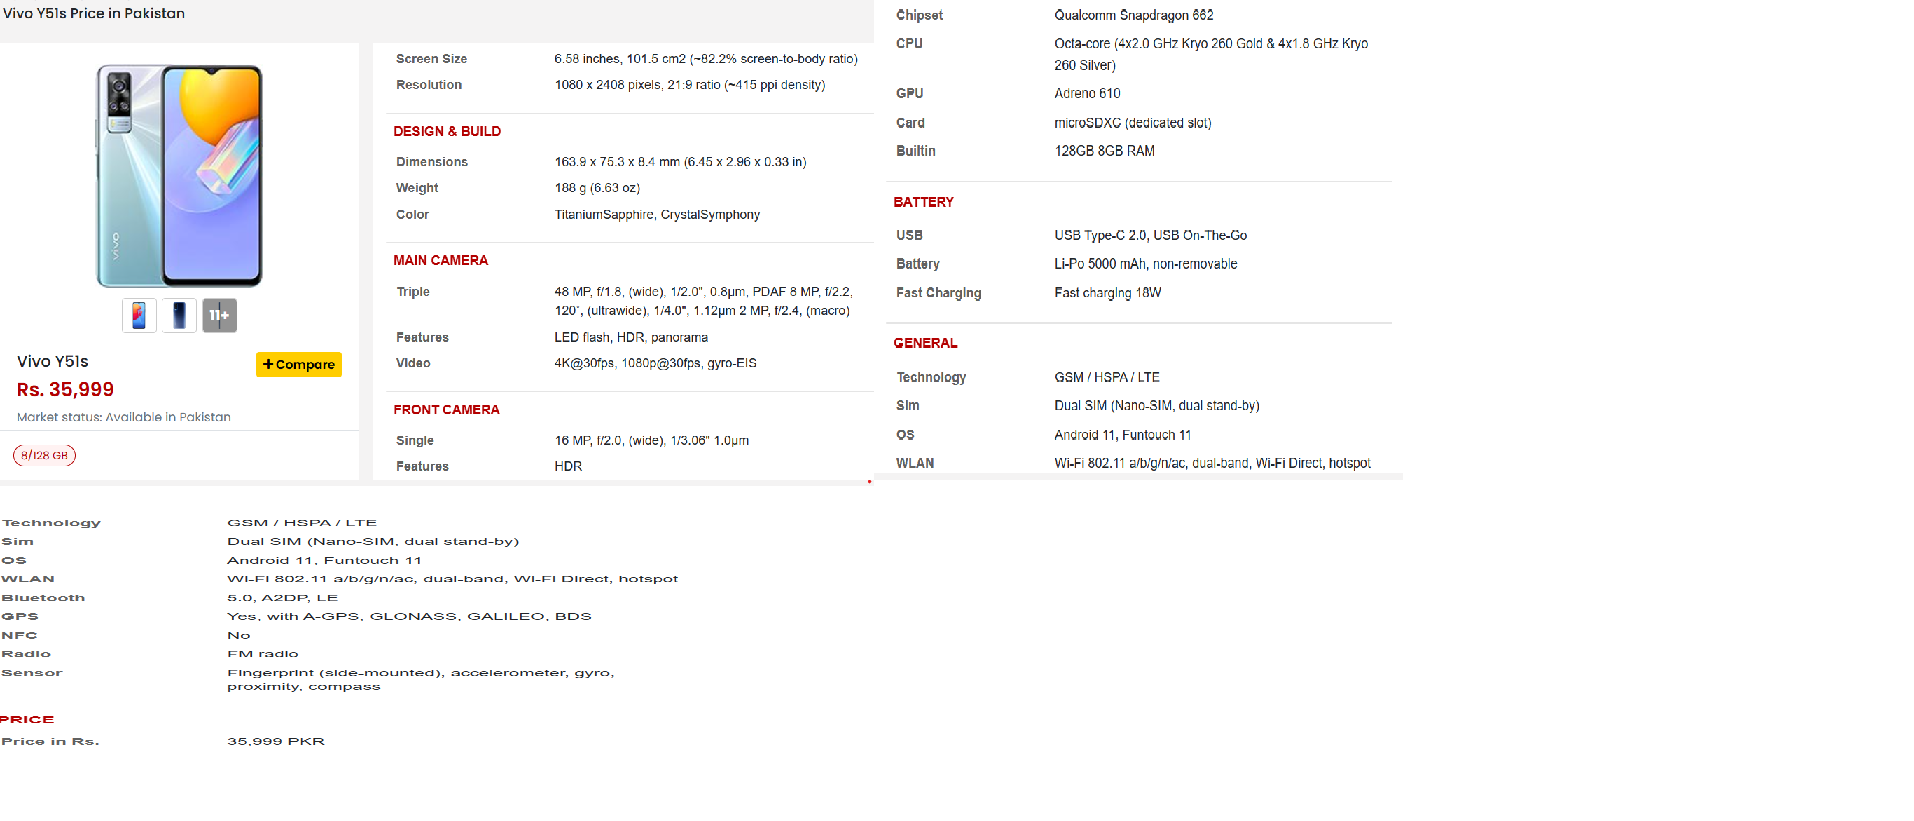 Vivo Y51s Price in Pakistan
vivo
11+
Vivo Y51s
+Compare
Rs. 35,999
Market status: Available in Pakistan
8/128 GB
Screen Size 6.58 inches, 101.5 cm2 (~82.2% screen-to-body ratio)
Resolution 1080 x 2408 pixels, 21:9 ratio (~415 ppi density)
DESIGN & BUILD
Dimensions 163.9 x 75.3 x 8.4 mm (6.45 x 2.96 x 0.33 in)
Weight 188 g (6.63 oz)
Color TitaniumSapphire, CrystalSymphony
MAIN CAMERA
Triple 48 MP, f/1.8, (wide), 1/2.0", 0.8µm, PDAF 8 MP, f/2.2,
120°, (ultrawide), 1/4.0", 1.12µm 2 MP, f/2.4, (macro)
Features LED flash, HDR, panorama
Video 4K@30fps, 1080p@30fps, gyro-EIS
FRONT CAMERA
Single 16 MP, f/2.0, (wide), 1/3.06" 1.0µm
Features HDR
Chipset Qualcomm Snapdragon 662
CPU Octa-core (4x2.0 GHz Kryo 260 Gold & 4x1.8 GHz Kryo
260 Silver)
GPU Adreno 610
Card microSDXC (dedicated slot)
Builtin 128GB 8GB RAM
BATTERY
USB USB Type-C 2.0, USB On-The-Go
Battery Li-Po 5000 mAh, non-removable
Fast Charging Fast charging 18W
GENERAL
Technology GSM / HSPA / LTE
Sim Dual SIM (Nano-SIM, dual stand-by)
OS Android 11, Funtouch 11
WLAN Wi-Fi 802.11 a/b/g/n/ac, dual-band, Wi-Fi Direct, hotspot
Technology GSM / HSPA / LTE
Sim Dual SIM (Nano-SIM, dual stand-by)
OS Android 11, Funtouch 11
WLAN Wi-Fi 802.11 a/b/g/n/ac, dual-band, Wi-Fi Direct, hotspot
Bluetooth 5.0, A2DP, LE
GPS Yes, with A-GPS, GLONASS, GALILEO, BDS
NFC No
Radio FM radio
Sensor Fingerprint (side-mounted), accelerometer, gyro,
proximity, compass
PRICE
Price in Rs. 35,999 PKR